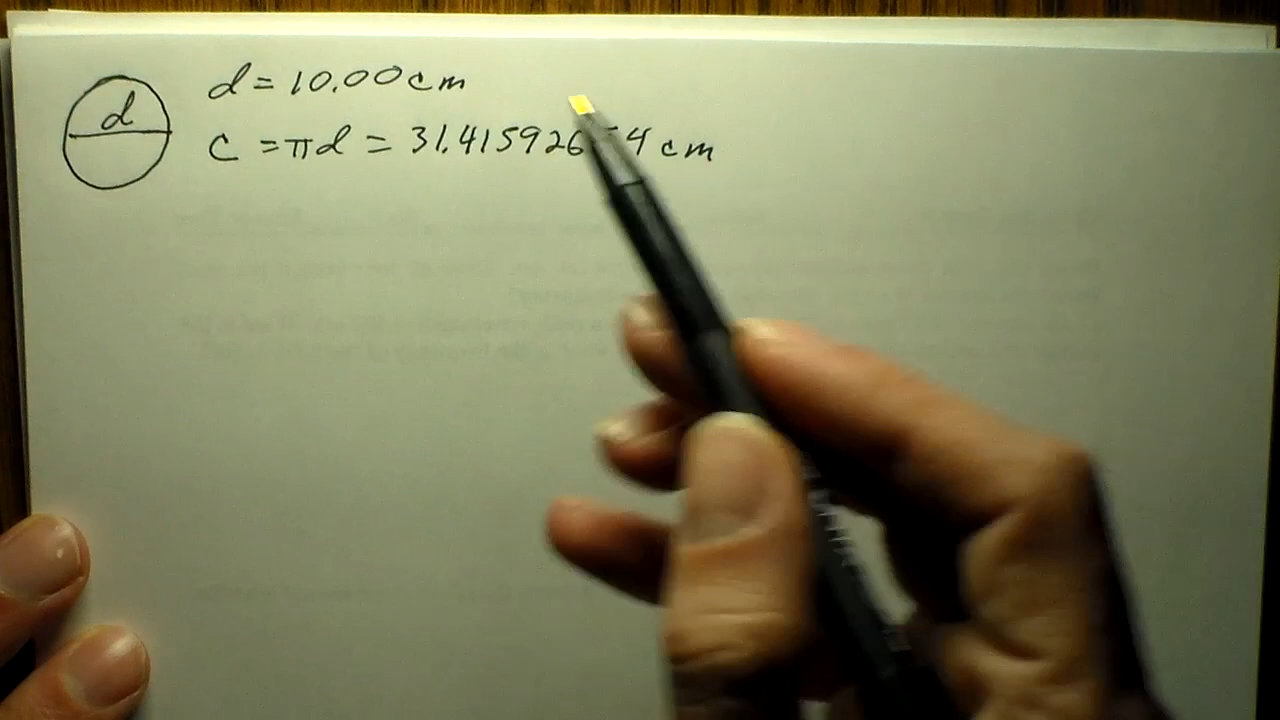 d
d = 10.00 cm
C = πd = 31.415926 4 cm